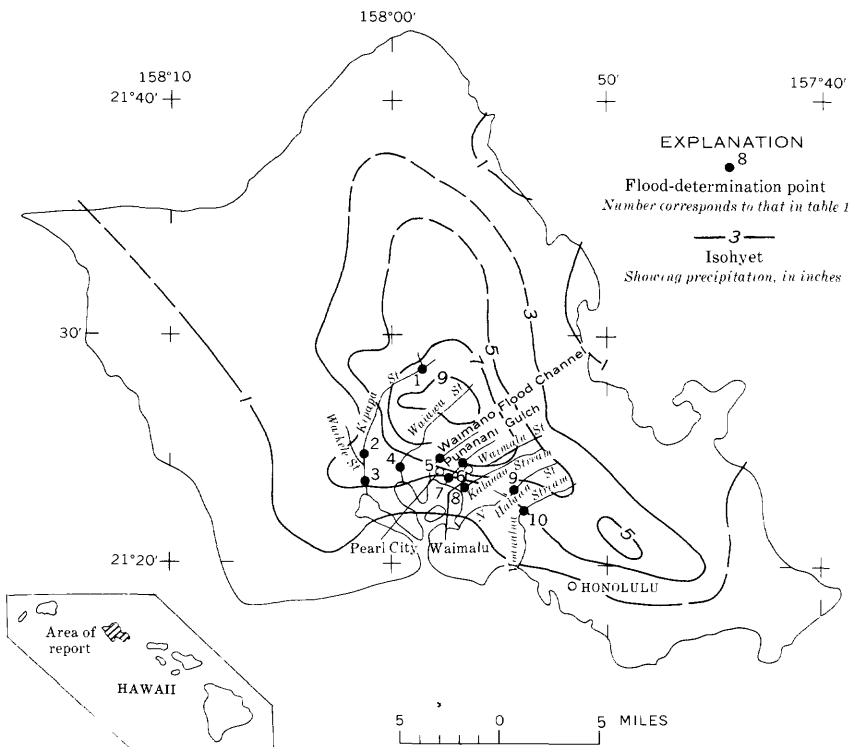 158°00'
158°10'
21°40'
50'
157°40'
EXPLANATION
8
Flood-determination point
Number corresponds to that in table 1
3
Isohyet
Showing precipitation, in inches
1
3
5
7
9
1
30'
1
1
Kipapa St
Waiawa St
Waimano Flood Channel
Punanani Gulch
Waimalu St
Kalauao Stream
Waikele St
2
3
4
5
6
7
8
9
10
N
Halawa St
Stream
5
Pearl City
Waimalu
21°20'
HONOLULU
Area of
report
HAWAII
5 0 5 MILES